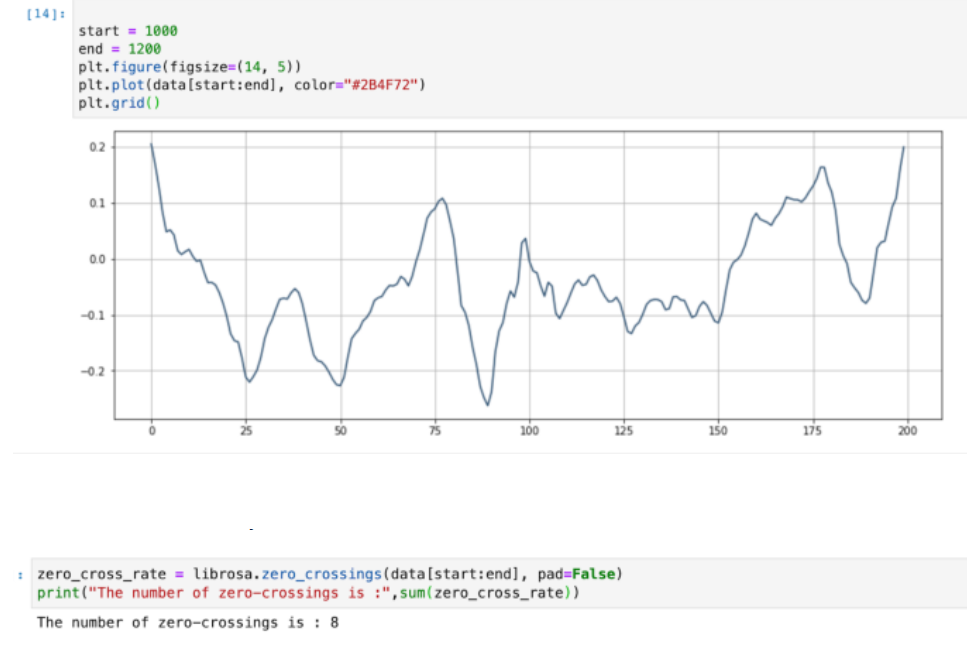 [14]:
start = 1000
end = 1200
plt.figure(figsize=(14, 5))
plt.plot(data[start:end], color="#2B4F72")
plt.grid()
0.2
0.1
0.0
−0.1
−0.2
0 25 50 75 100 125 150 175 200
-
: zero_cross_rate = librosa.zero_crossings(data[start:end], pad=False)
print("The number of zero-crossings is :",sum(zero_cross_rate))
The number of zero-crossings is : 8